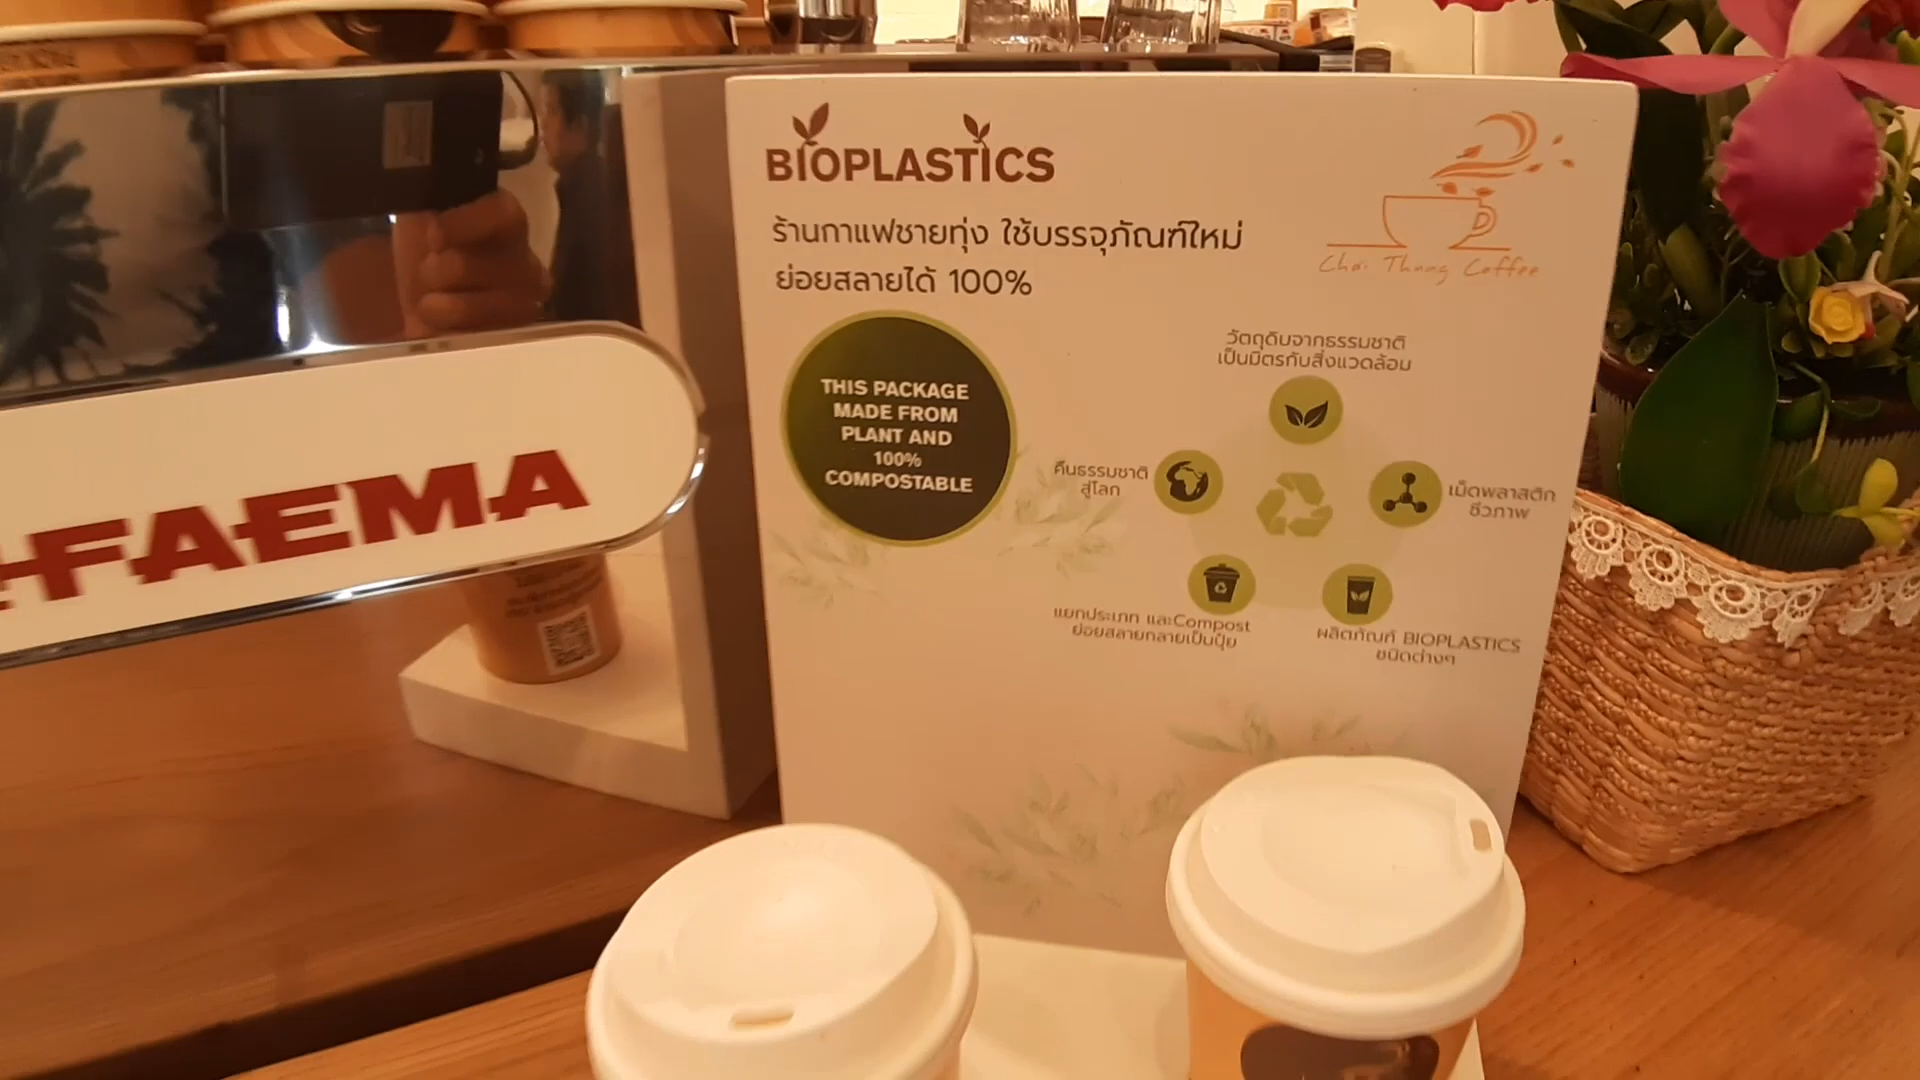 BIOPLASTICS
ร้านกาแฟชายทุ่ง ใช้บรรจุภัณฑ์ใหม่
ย่อยสลายได้ 100%
Chai Thung Coffee
THIS PACKAGE
MADE FROM
PLANT AND
100%
COMPOSTABLE
วัตถุดิบจากธรรมชาติ
เป็นมิตรกับสิ่งแวดล้อม
คืนธรรมชาติ
สู่โลก
เม็ดพลาสติก
ชีวภาพ
แยกประเภท และCompost
ย่อยสลายกลายเป็นปุ๋ย
ผลิตภัณฑ์ BIOPLASTICS
ชนิดต่างๆ
FAEMA